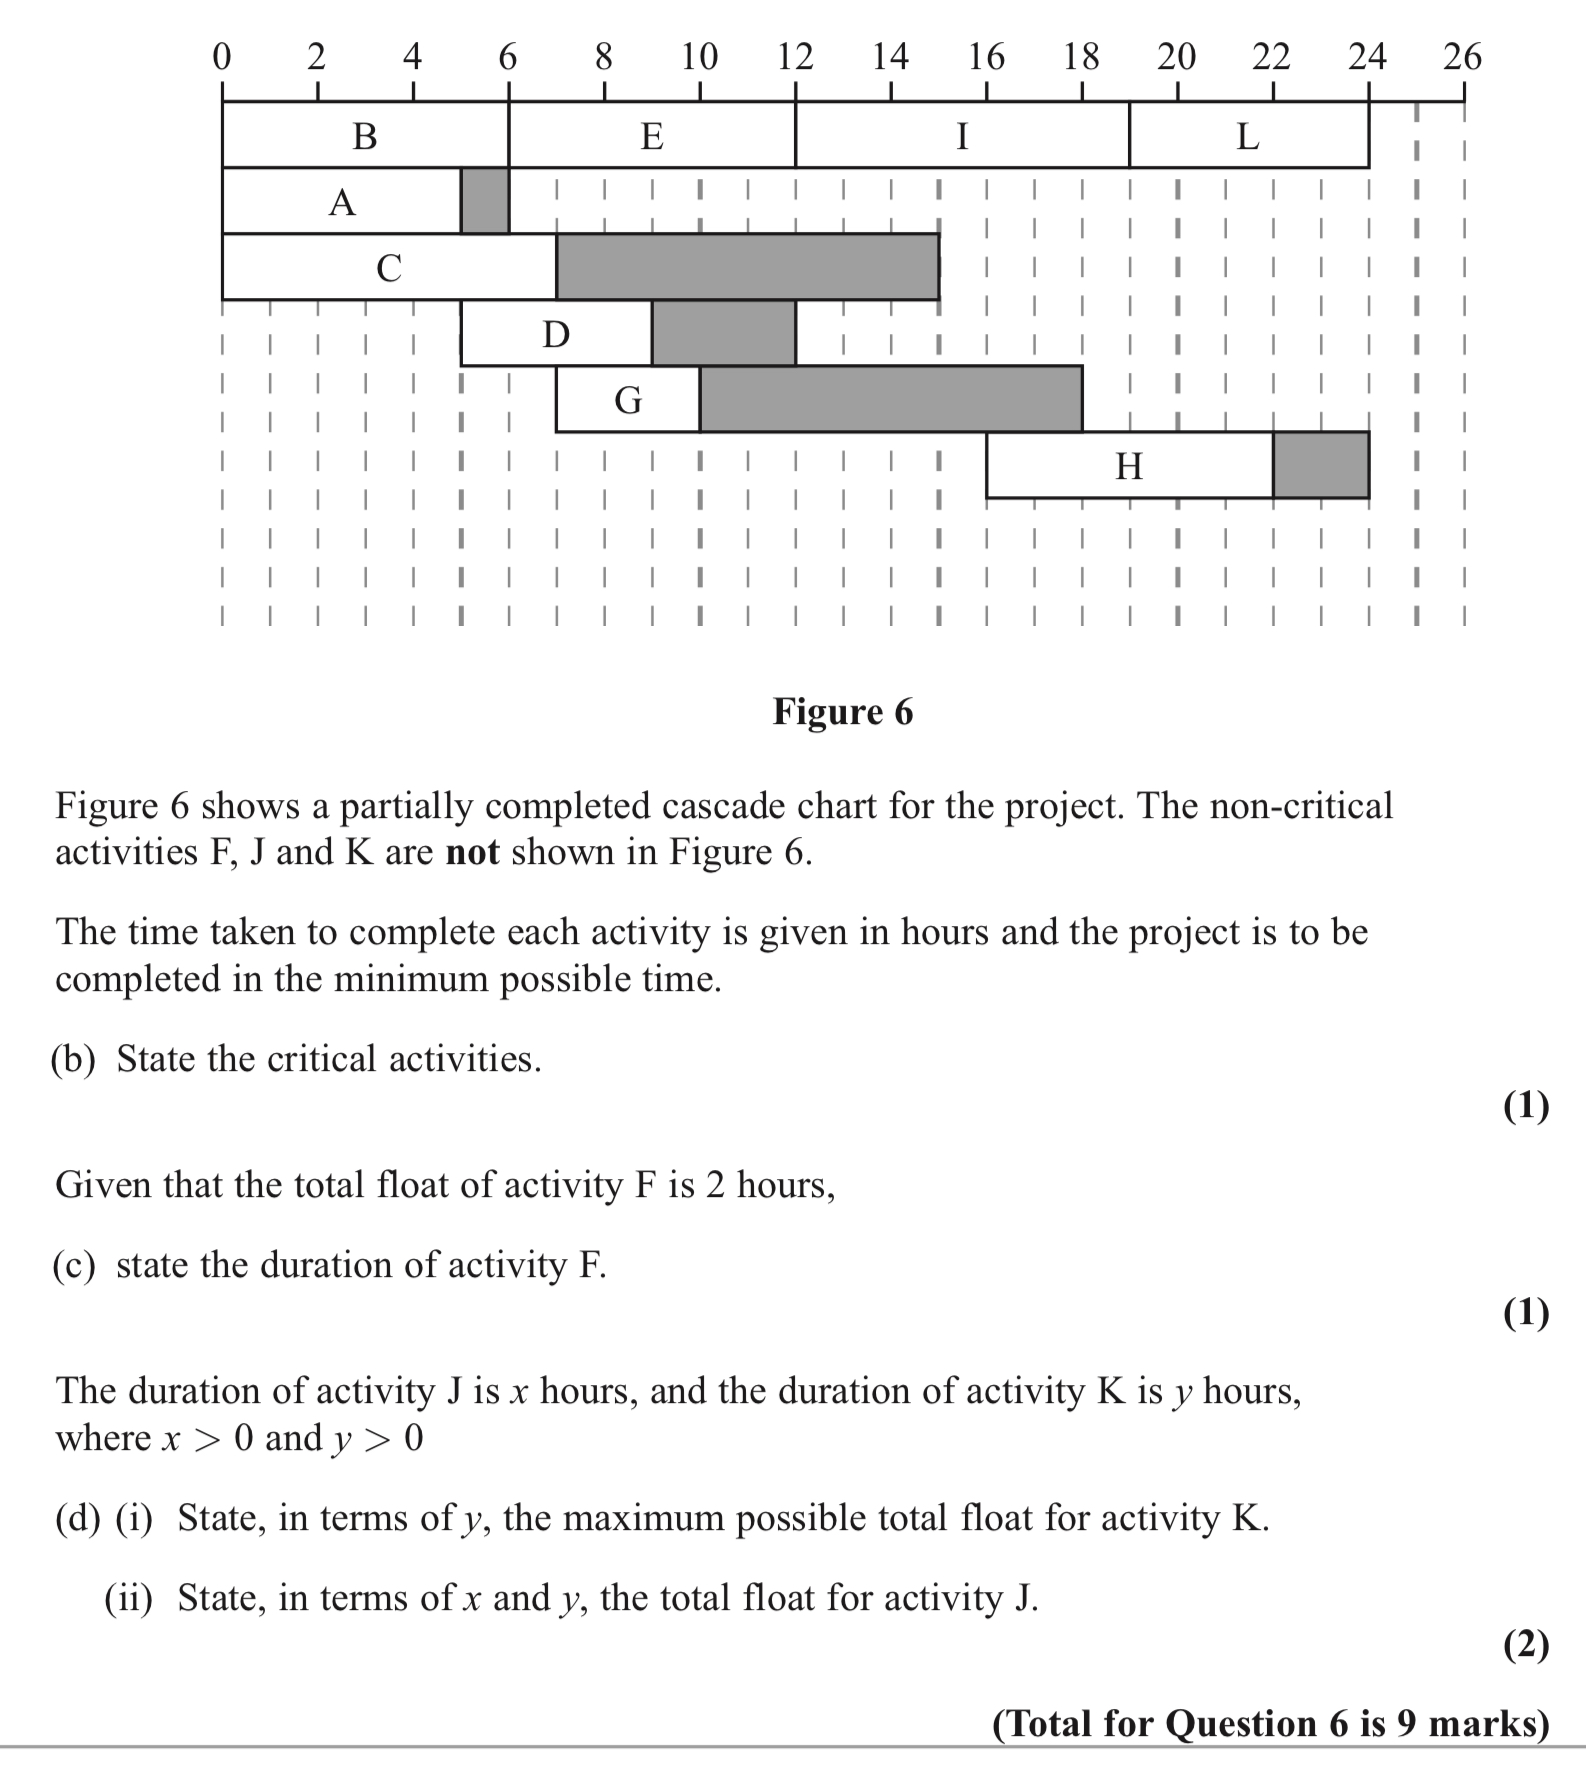 0 2 4 6 8 10 12 14 16 18 20 22 24 26
B E I L
A
C
D
G
H
Figure 6
Figure 6 shows a partially completed cascade chart for the project. The non-critical
activities F, J and K are not shown in Figure 6.
The time taken to complete each activity is given in hours and the project is to be
completed in the minimum possible time.
(b) State the critical activities.
(1)
Given that the total float of activity F is 2 hours,
(c) state the duration of activity F.
(1)
The duration of activity J is x hours, and the duration of activity K is y hours,
where x > 0 and y > 0
(d) (i) State, in terms of y, the maximum possible total float for activity K.
(ii) State, in terms of x and y, the total float for activity J.
(2)
(Total for Question 6 is 9 marks)